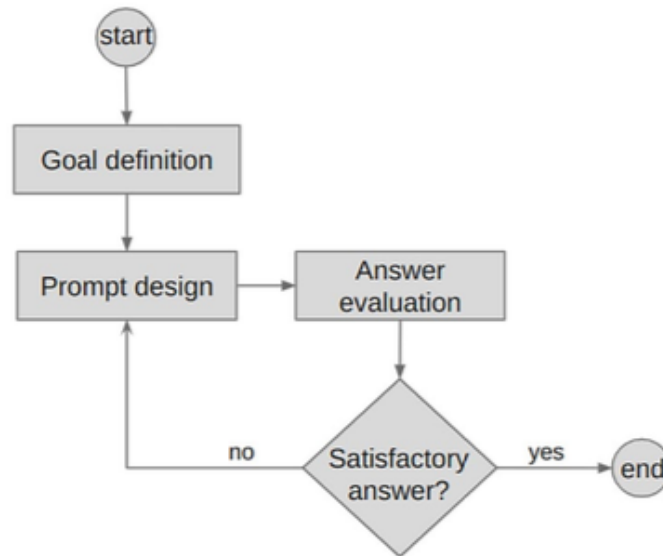 start
Goal definition
Prompt design
Answer
evaluation
Satisfactory
answer?
no
yes
end